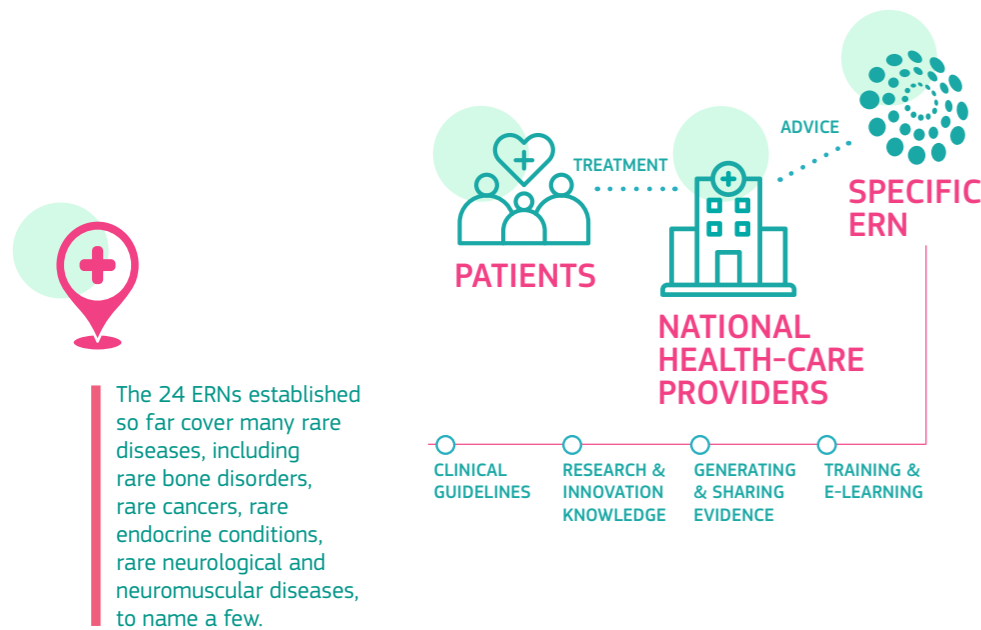 ADVICE
TREATMENT
SPECIFIC
ERN
PATIENTS
NATIONAL
HEALTH-CARE
PROVIDERS
The 24 ERNs established
so far cover many rare
diseases, including
rare bone disorders,
rare cancers, rare
endocrine conditions,
rare neurological and
neuromuscular diseases,
to name a few.
CLINICAL
GUIDELINES
RESEARCH &
INNOVATION
KNOWLEDGE
GENERATING
& SHARING
EVIDENCE
TRAINING &
E-LEARNING